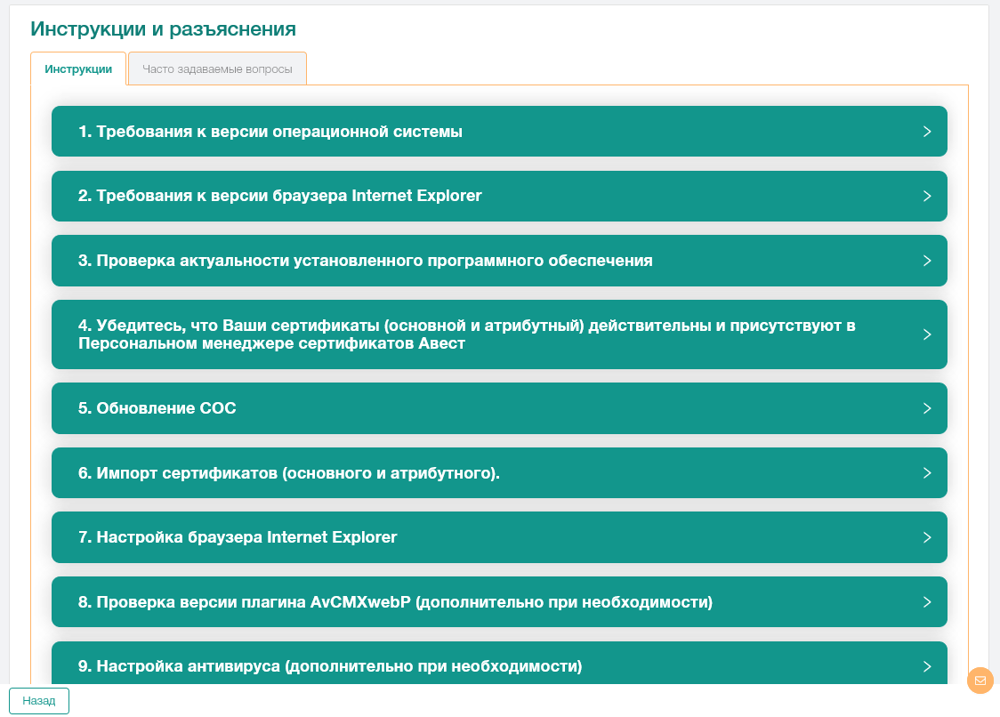 Инструкции и разъяснения
Инструкции
Часто задаваемые вопросы
1. Требования к версии операционной системы
2. Требования к версии браузера Internet Explorer
3. Проверка актуальности установленного программного обеспечения
4. Убедитесь, что Ваши сертификаты (основной и атрибутный) действительны и присутствуют в
Персональном менеджере сертификатов Авест
5. Обновление СОС
6. Импорт сертификатов (основного и атрибутного).
7. Настройка браузера Internet Explorer
8. Проверка версии плагина AvCMXwebP (дополнительно при необходимости)
9. Настройка антивируса (дополнительно при необходимости)
Назад